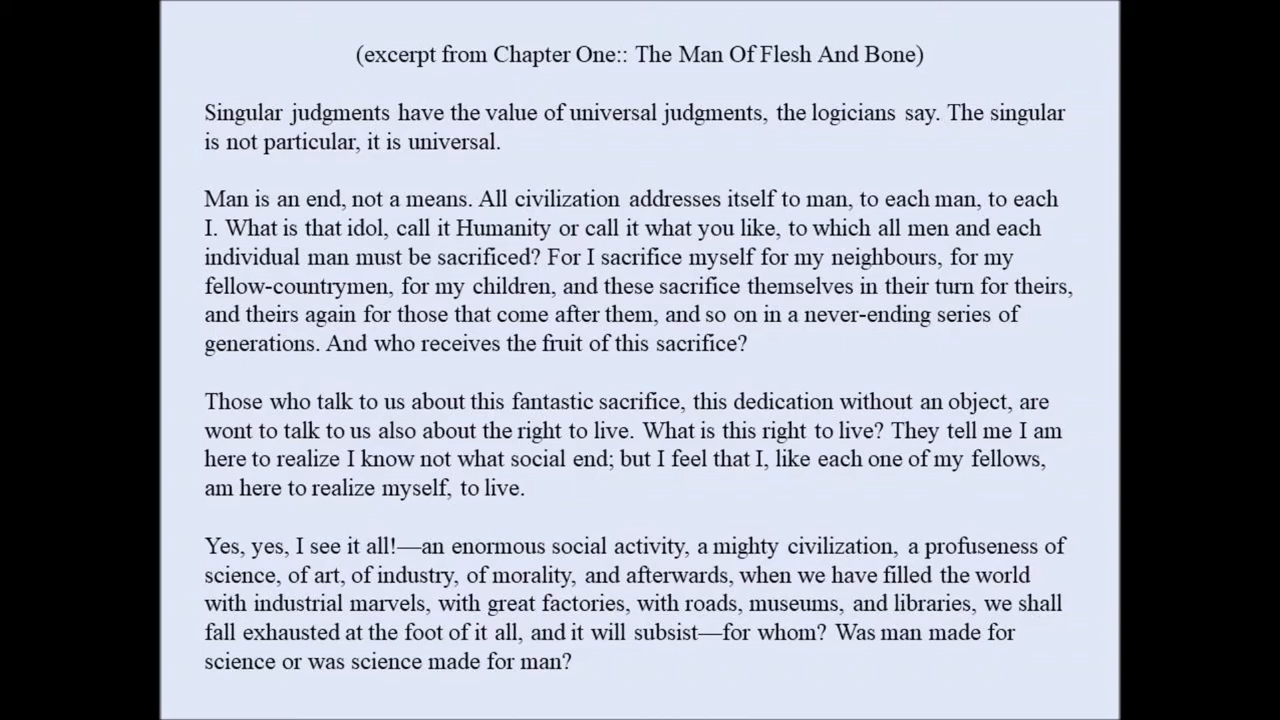 (excerpt from Chapter One:: The Man Of Flesh And Bone)
Singular judgments have the value of universal judgments, the logicians say. The singular
is not particular, it is universal.
Man is an end, not a means. All civilization addresses itself to man, to each man, to each
I. What is that idol, call it Humanity or call it what you like, to which all men and each
individual man must be sacrificed? For I sacrifice myself for my neighbours, for my
fellow-countrymen, for my children, and these sacrifice themselves in their turn for theirs,
and theirs again for those that come after them, and so on in a never-ending series of
generations. And who receives the fruit of this sacrifice?
Those who talk to us about this fantastic sacrifice, this dedication without an object, are
wont to talk to us also about the right to live. What is this right to live? They tell me I am
here to realize I know not what social end; but I feel that I, like each one of my fellows,
am here to realize myself, to live.
Yes, yes, I see it all!—an enormous social activity, a mighty civilization, a profuseness of
science, of art, of industry, of morality, and afterwards, when we have filled the world
with industrial marvels, with great factories, with roads, museums, and libraries, we shall
fall exhausted at the foot of it all, and it will subsist—for whom? Was man made for
science or was science made for man?